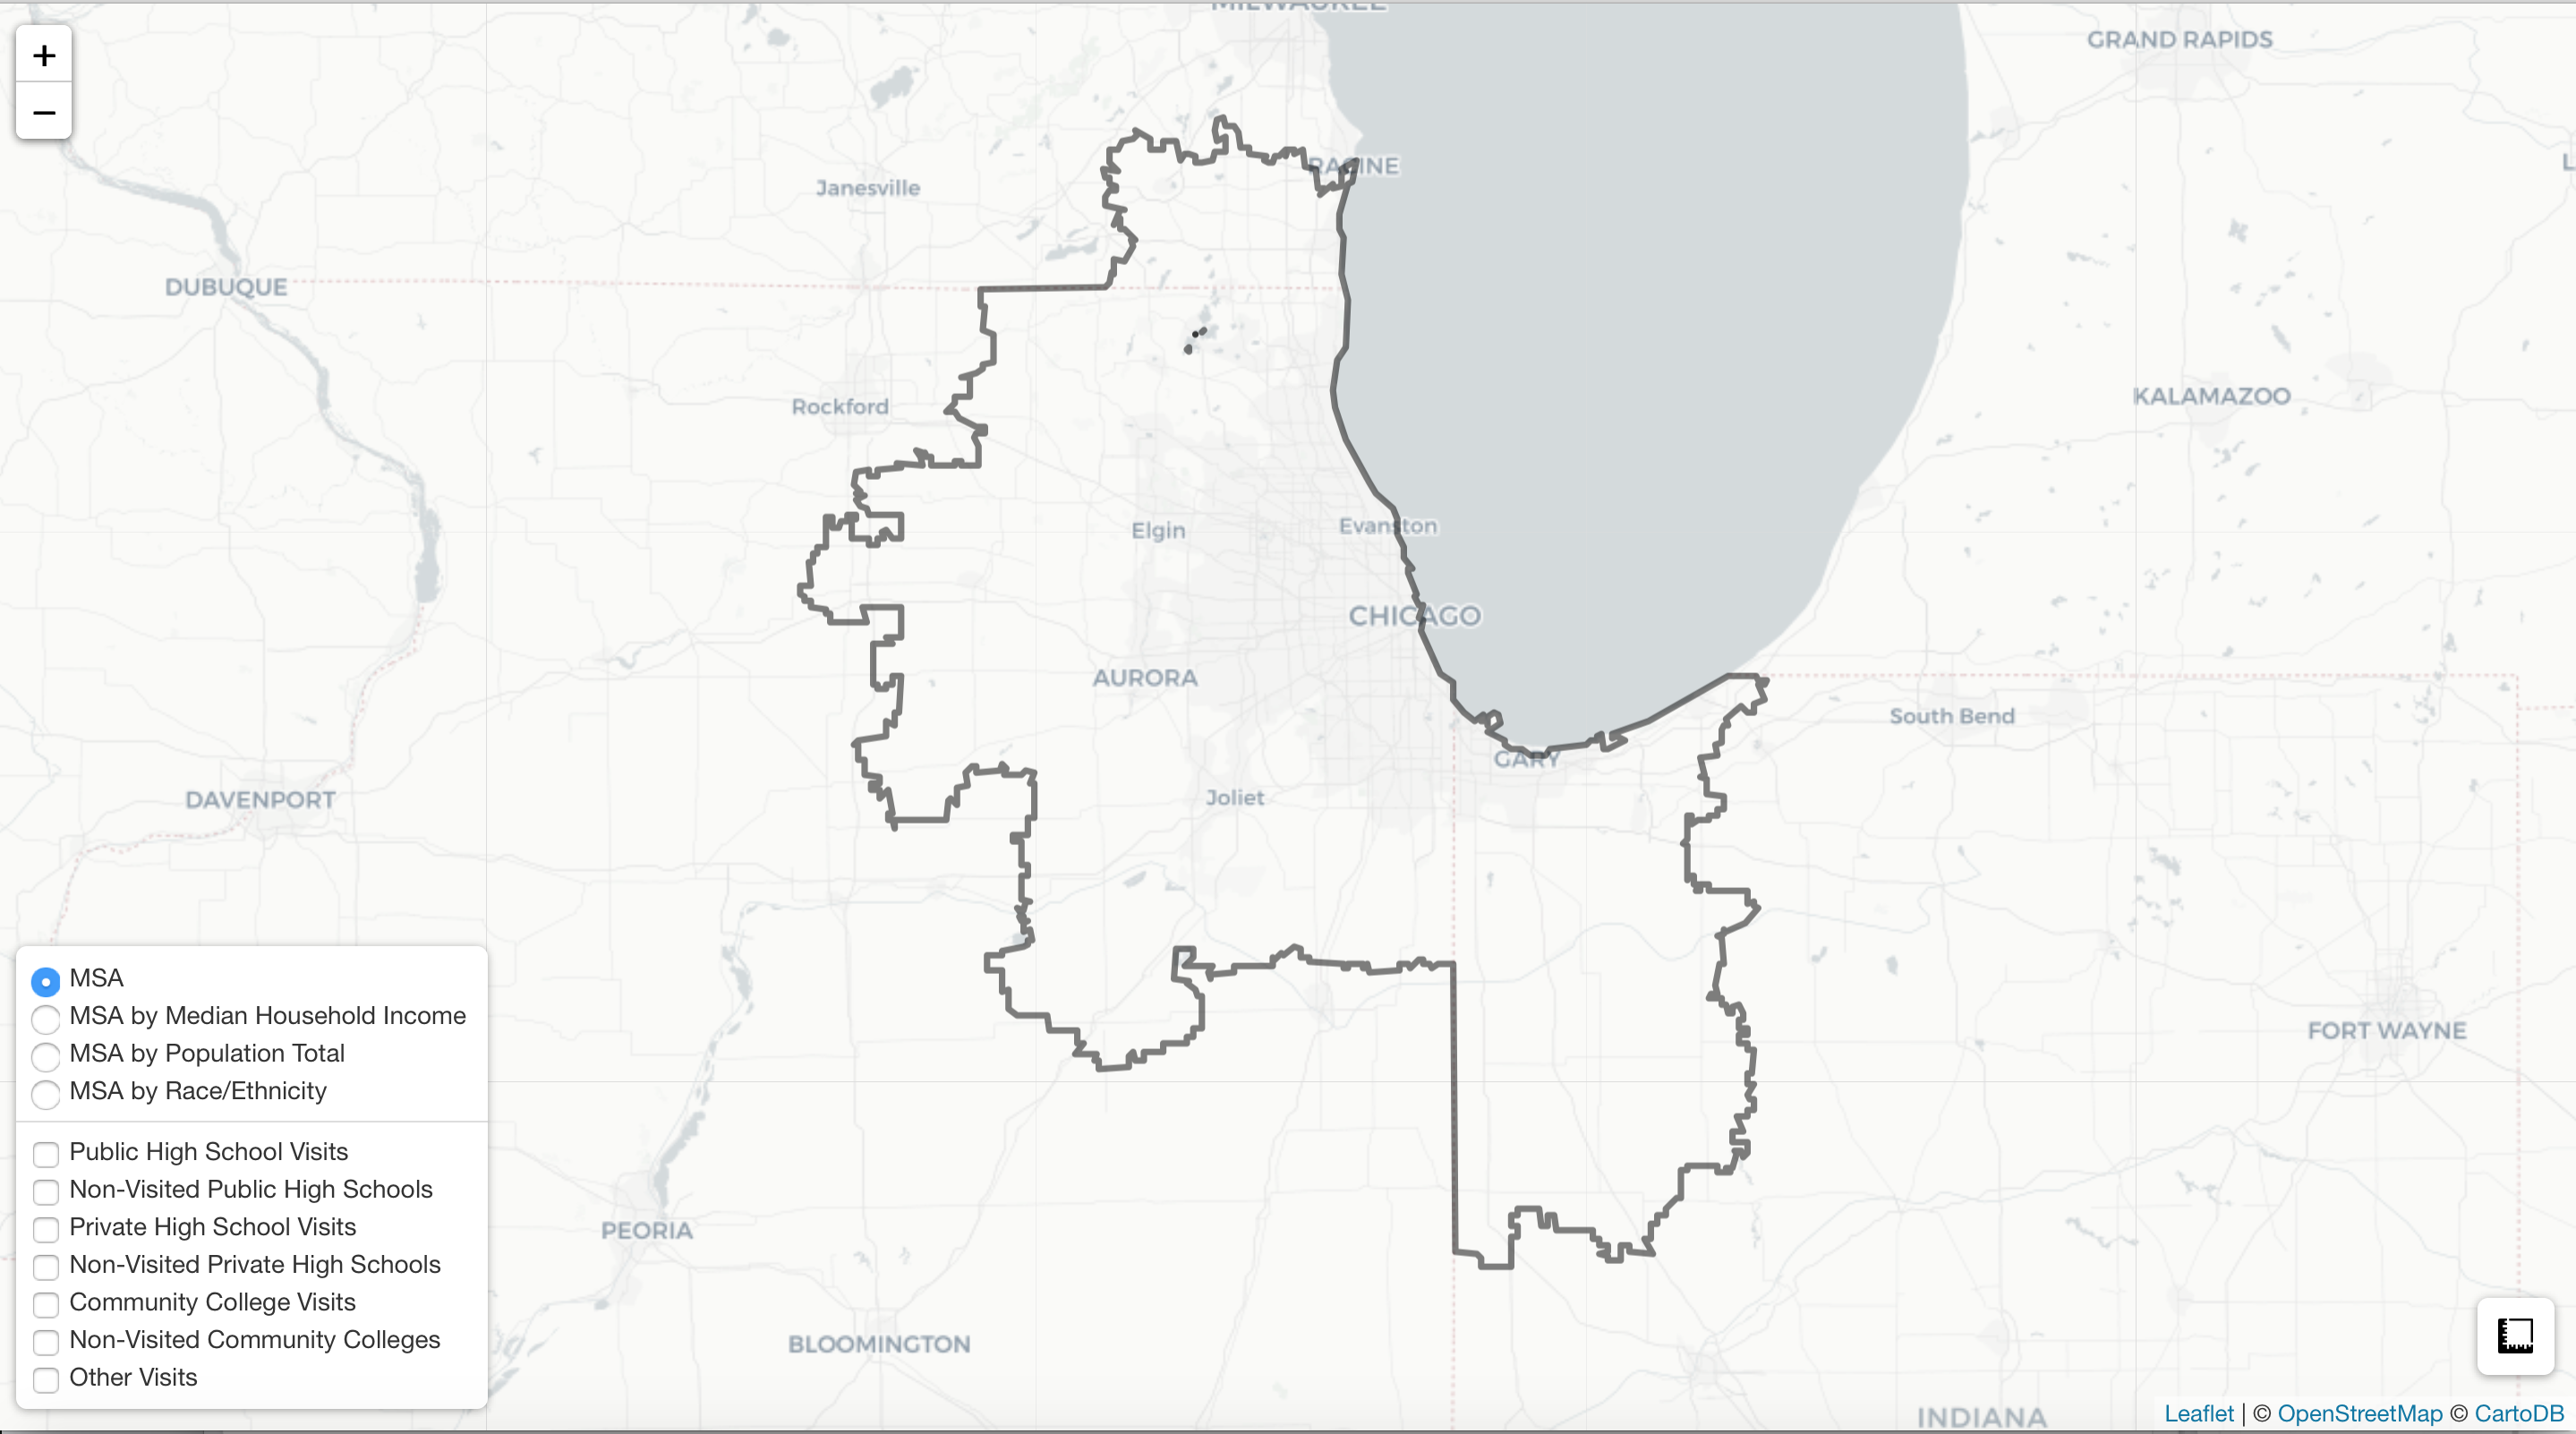 MILWAUKEE
GRAND RAPIDS
+
−
RACINE
L
Janesville
DUBUQUE
KALAMAZOO
Rockford
Evanston
Elgin
CHICAGO
AURORA
South Bend
GARY
Joliet
DAVENPORT
MSA
MSA by Median Household Income
MSA by Population Total
MSA by Race/Ethnicity
FORT WAYNE
Public High School Visits
Non-Visited Public High Schools
Private High School Visits
Non-Visited Private High Schools
Community College Visits
Non-Visited Community Colleges
Other Visits
PEORIA
BLOOMINGTON
INDIANA
Leaflet | © OpenStreetMap © CartoDB